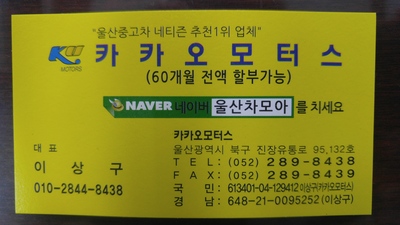 "울산중고차 네티즌 추천1위 업체"
KU MOTORS 카카오모터스
(60개월 전액 할부가능)
NAVER 네이버 울산차모아 를 치세요
카카오모터스
울산광역시 북구 진장유통로 95,132호
대표
이상구
010-2844-8438
TEL: (052) 289-8438
FAX: (052) 289-8439
국민: 613401-04-129412 이상구(카카오모터스)
경남: 648-21-0095252 (이상구)